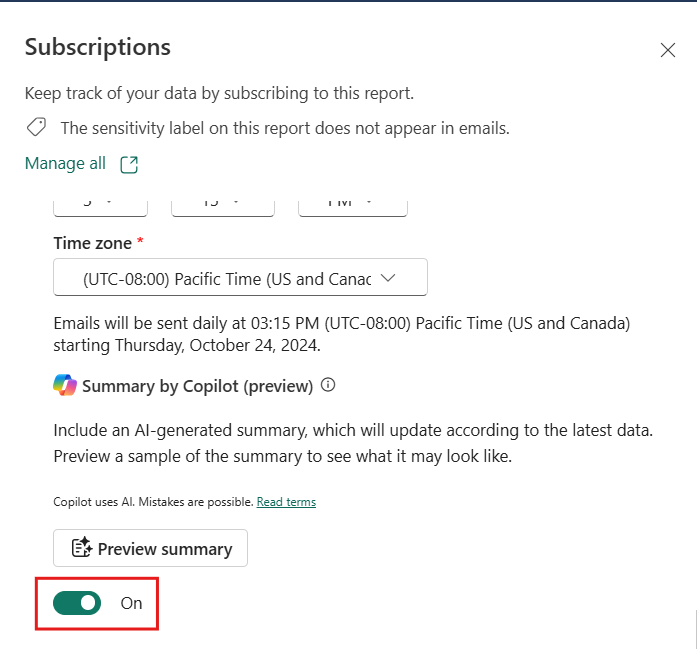 Subscriptions
Keep track of your data by subscribing to this report.
The sensitivity label on this report does not appear in emails.
Manage all
Time zone *
(UTC-08:00) Pacific Time (US and Canac
Emails will be sent daily at 03:15 PM (UTC-08:00) Pacific Time (US and Canada)
starting Thursday, October 24, 2024.
Summary by Copilot (preview)
Include an AI-generated summary, which will update according to the latest data.
Preview a sample of the summary to see what it may look like.
Copilot uses AI. Mistakes are possible. Read terms
Preview summary
On